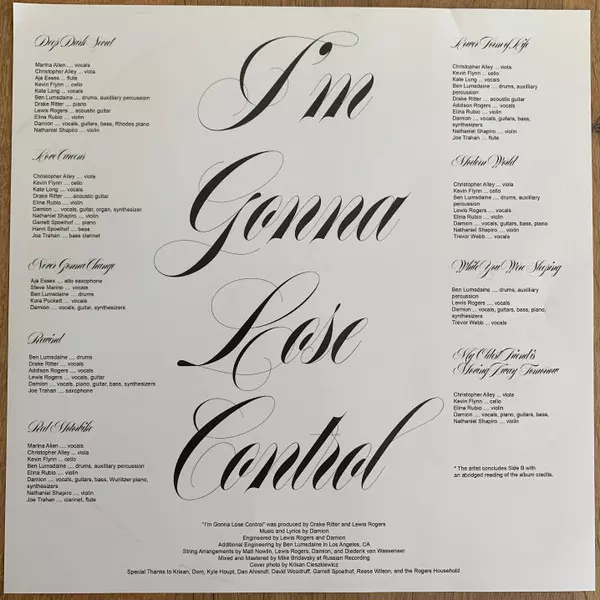 Deep Dark Secret
Marina Allen .... vocals
Christopher Alley .... viola
Aja Essex .... flute
Kevin Flynn .... cello
Kate Long .... vocals
Ben Lumsdaine .... drums, auxilliary percussion
Drake Ritter .... piano
Lewis Rogers .... acoustic guitar
Elina Rubio .... violin
Damion .... vocals, guitars, bass, Rhodes piano
Nathaniel Shapiro .... violin
Love Queens
Christopher Alley .... viola
Kevin Flynn .... cello
Kate Long .... vocals
Drake Ritter .... acoustic guitar
Elina Rubio .... violin
Damion .... vocals, guitar, organ, synthesizer
Nathaniel Shapiro .... violin
Garrett Spoelhof .... piano
Henri Spoelhof .... bass
Joe Trahan .... bass clarinet
Never Gonna Change
Aja Essex .... alto saxophone
Steve Marino .... vocals
Ben Lumsdaine .... drums
Kora Puckett .... vocals
Damion .... vocals, guitar, synthesizers
Rewind
Ben Lumsdaine .... drums
Drake Ritter .... vocals
Addison Rogers .... vocals
Lewis Rogers .... vocals, guitar
Damion .... vocals, piano, guitar, bass, synthesizers
Joe Trahan .... saxophone
Red Motorbike
Marina Allen .... vocals
Christopher Alley .... viola
Kevin Flynn .... cello
Ben Lumsdaine .... drums, auxiliary percussion
Elina Rubio .... violin
Damion .... vocals, guitars, bass, Wurlitzer piano, synthesizers
Nathaniel Shapiro .... violin
Joe Trahan .... clarinet, flute
I'm
Gonna
Lose
Control
Lower Form of Life
Christopher Alley .... viola
Kevin Flynn .... cello
Kate Long .... vocals
Ben Lumsdaine .... drums, auxiliary
percussion
Drake Ritter .... acoustic guitar
Addison Rogers .... vocals
Elina Rubio .... violin
Damion .... vocals, guitars, bass,
synthesizers
Nathaniel Shapiro .... violin
Joe Trahan .... flute
Modern World
Christopher Alley .... viola
Kevin Flynn .... cello
Ben Lumsdaine .... drums, auxiliary
percussion
Lewis Rogers .... vocals
Elina Rubio .... violin
Damion .... vocals, guitars, bass, piano
Nathaniel Shapiro .... violin
Trevor Webb .... vocals
While You Were Sleeping
Ben Lumsdaine .... drums, auxiliary
percussion
Lewis Rogers .... vocals
Damion .... vocals, guitars, bass, piano,
synthesizers
Trevor Webb .... vocals
My Oldest Friend is
Moving Away Tomorrow
Christopher Alley .... viola
Kevin Flynn .... cello
Elina Rubio .... violin
Damion .... vocals, piano, guitars, bass,
Nathaniel Shapiro .... violin
* The artist concludes Side B with
an abridged reading of the album credits.
"I'm Gonna Lose Control" was produced by Drake Ritter and Lewis Rogers
Music and Lyrics by Damion
Engineered by Lewis Rogers and Damion
Additional Engineering by Ben Lumsdaine in Los Angeles, CA
String Arrangements by Matt Nowlin, Lewis Rogers, Damion, and Diederik van Wassenaer
Mixed and Mastered by Mike Bridavsky at Russian Recording
Cover photo by Krisan Cieszkiewicz
Special Thanks to Krisan, Dom, Kyle Houpt, Dan Ahrendt, David Woodruff, Garrett Spoelhof, Reese Wilson, and the Rogers Household